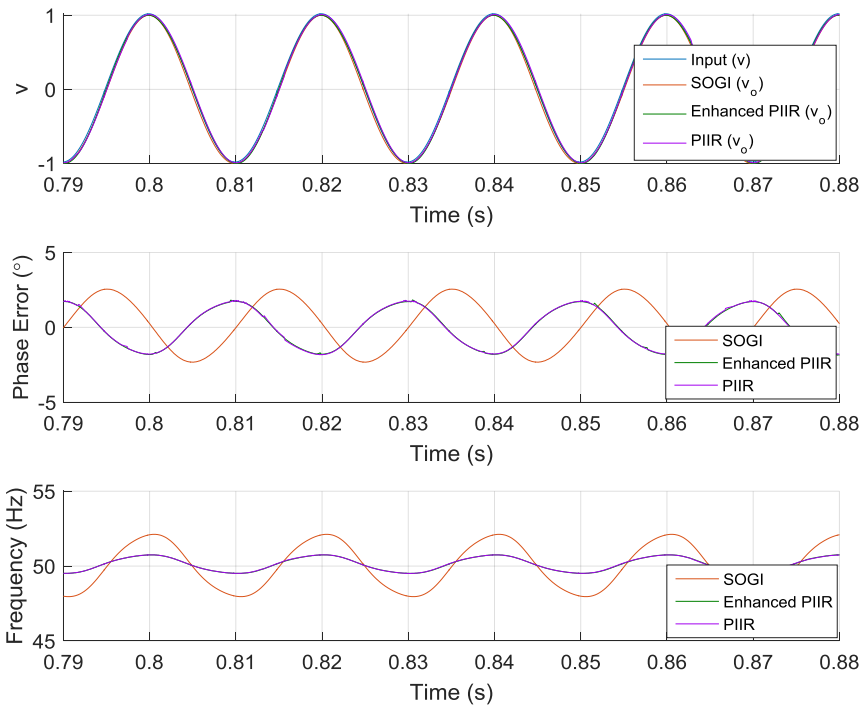 1
0
-1
v
Input (v)
SOGI (vo)
Enhanced PIIR (vo)
PIIR (vo)
0.79 0.8 0.81 0.82 0.83 0.84 0.85 0.86 0.87 0.88
Time (s)
5
0
-5
Phase Error (°)
SOGI
Enhanced PIIR
PIIR
0.79 0.8 0.81 0.82 0.83 0.84 0.85 0.86 0.87 0.88
Time (s)
55
50
45
Frequency (Hz)
SOGI
Enhanced PIIR
PIIR
0.79 0.8 0.81 0.82 0.83 0.84 0.85 0.86 0.87 0.88
Time (s)